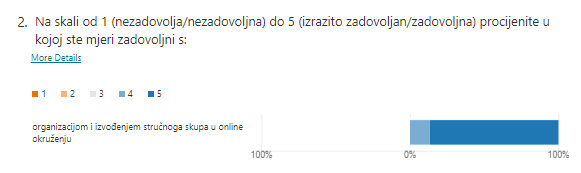 2. Na skali od 1 (nezadovolja/nezadovoljna) do 5 (izrazito zadovoljan/zadovoljna) procijenite u
kojoj ste mjeri zadovoljni s:
More Details
1 2 3 4 5
organizacijom i izvođenjem stručnoga skupa u online
okruženju
100% 0% 100%